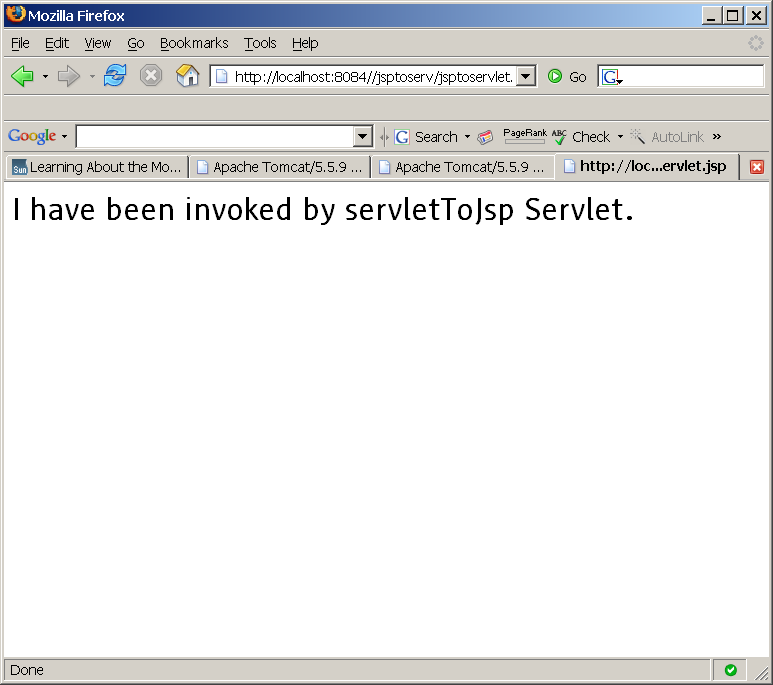 Mozilla Firefox
File Edit View Go Bookmarks Tools Help
http://localhost:8084//jsptoserv/jsptoservlet. Go G
Google G Search PageRank ABC Check AutoLink »
Sun Learning About the Mo... Apache Tomcat/5.5.9 ... Apache Tomcat/5.5.9 ... http://loc...ervlet.jsp
I have been invoked by servletToJsp Servlet.
Done